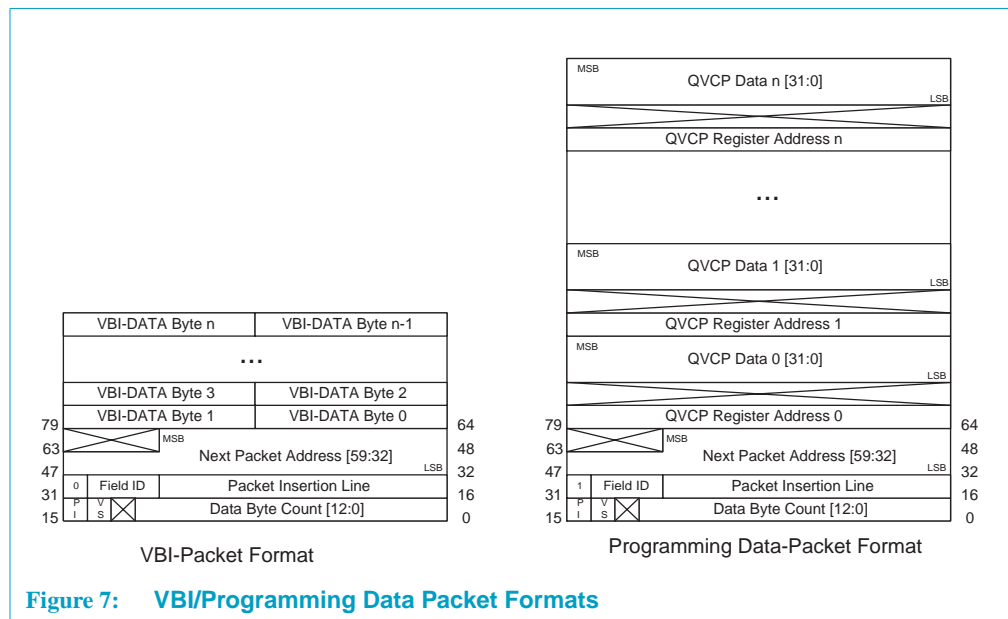 VBI-DATA Byte n VBI-DATA Byte n-1
...
VBI-DATA Byte 3 VBI-DATA Byte 2
VBI-DATA Byte 1 VBI-DATA Byte 0
79 64
MSB
63 Next Packet Address [59:32] 48
LSB
47 32
0 Field ID Packet Insertion Line
31 16
PI VS Data Byte Count [12:0]
15 0
VBI-Packet Format
MSB
QVCP Data n [31:0]
LSB
QVCP Register Address n
...
MSB
QVCP Data 1 [31:0]
LSB
QVCP Register Address 1
MSB
QVCP Data 0 [31:0]
LSB
QVCP Register Address 0
79 64
MSB
63 Next Packet Address [59:32] 48
LSB
47 32
1 Field ID Packet Insertion Line
31 16
PI VS Data Byte Count [12:0]
15 0
Programming Data-Packet Format
Figure 7: VBI/Programming Data Packet Formats